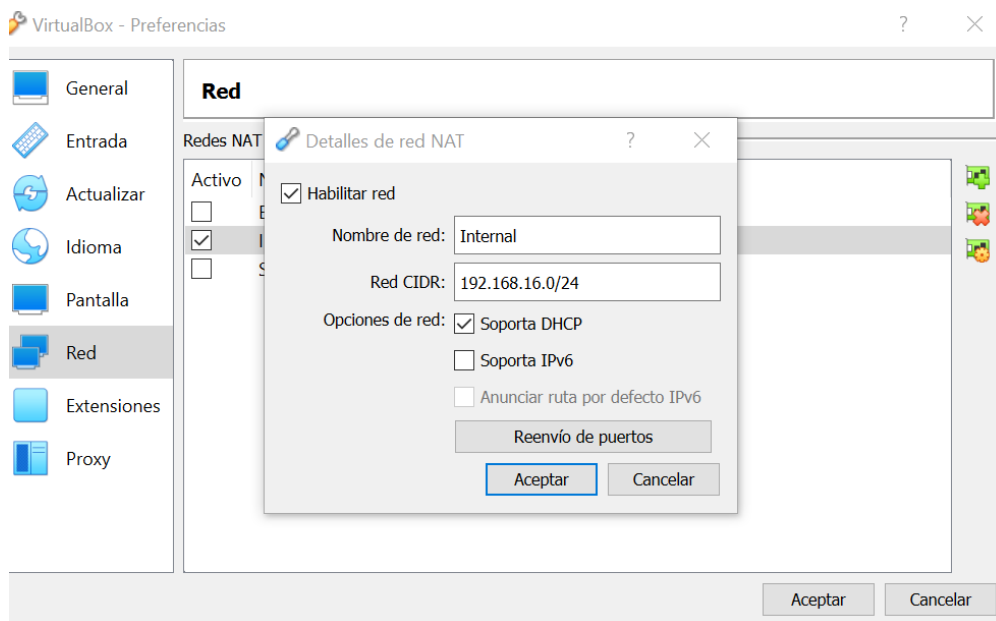 VirtualBox - Preferencias
?
General
Entrada
Actualizar
Idioma
Pantalla
Red
Extensiones
Proxy
Red
Redes NAT
Activo
Detalles de red NAT
?
Habilitar red
Nombre de red: Internal
Red CIDR: 192.168.16.0/24
Opciones de red: Soporta DHCP
Soporta IPv6
Anunciar ruta por defecto IPv6
Reenvío de puertos
Aceptar Cancelar
Aceptar Cancelar